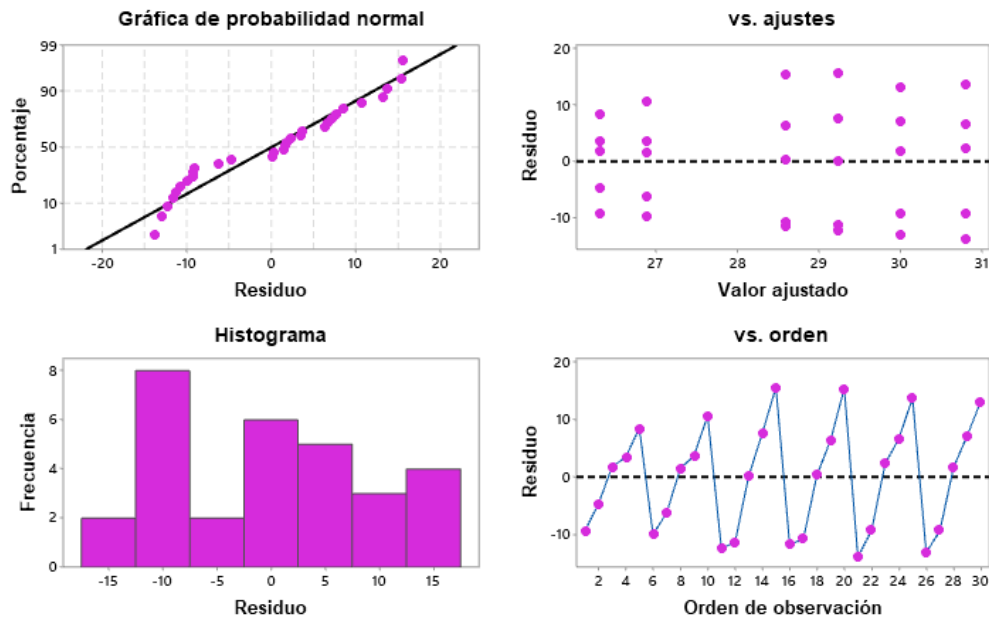 Gráfica de probabilidad normal
99
90
50
10
1
Porcentaje
-20 -10 0 10 20
Residuo
vs. ajustes
20
10
0
-10
Residuo
27 28 29 30 31
Valor ajustado
Histograma
8
6
4
2
0
Frecuencia
-15 -10 -5 0 5 10 15
Residuo
vs. orden
20
10
0
-10
Residuo
2 4 6 8 10 12 14 16 18 20 22 24 26 28 30
Orden de observación